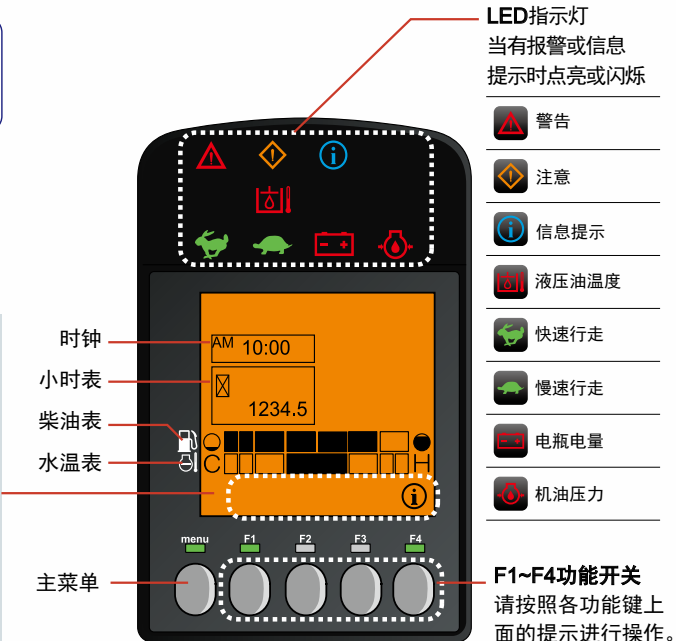 LED指示灯
当有报警或信息
提示时点亮或闪烁
警告
注意
信息提示
液压油温度
快速行走
慢速行走
电瓶电量
机油压力
时钟
小时表
柴油表
水温表
AM 10:00
1234.5
C H
menu F1 F2 F3 F4
主菜单
F1~F4功能开关
请按照各功能键上
面的提示进行操作。